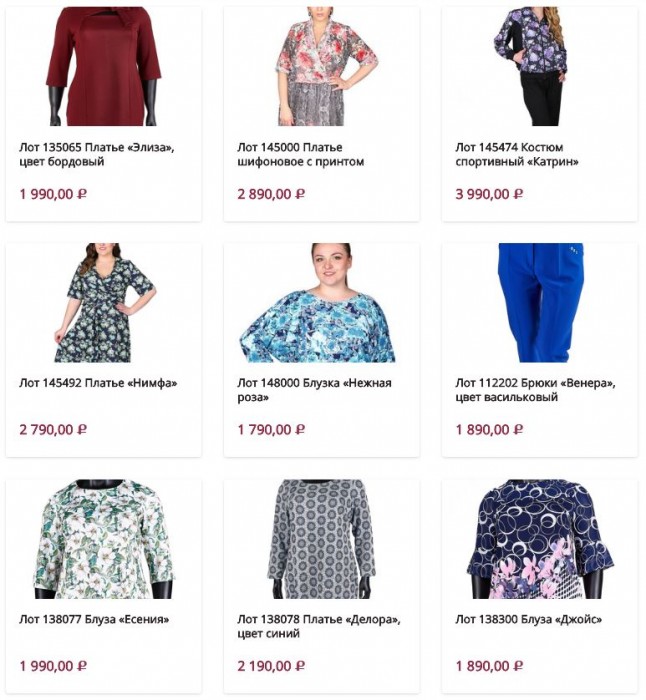 Лот 135065 Платье «Элиза»,
цвет бордовый
1 990,00 ₽
Лот 145000 Платье
шифоновое с принтом
2 890,00 ₽
Лот 145474 Костюм
спортивный «Катрин»
3 990,00 ₽
Лот 145492 Платье «Нимфа»
2 790,00 ₽
Лот 148000 Блузка «Нежная
роза»
1 790,00 ₽
Лот 112202 Брюки «Венера»,
цвет васильковый
1 890,00 ₽
Лот 138077 Блуза «Есения»
1 990,00 ₽
Лот 138078 Платье «Делора»,
цвет синий
2 190,00 ₽
Лот 138300 Блуза «Джойс»
1 890,00 ₽